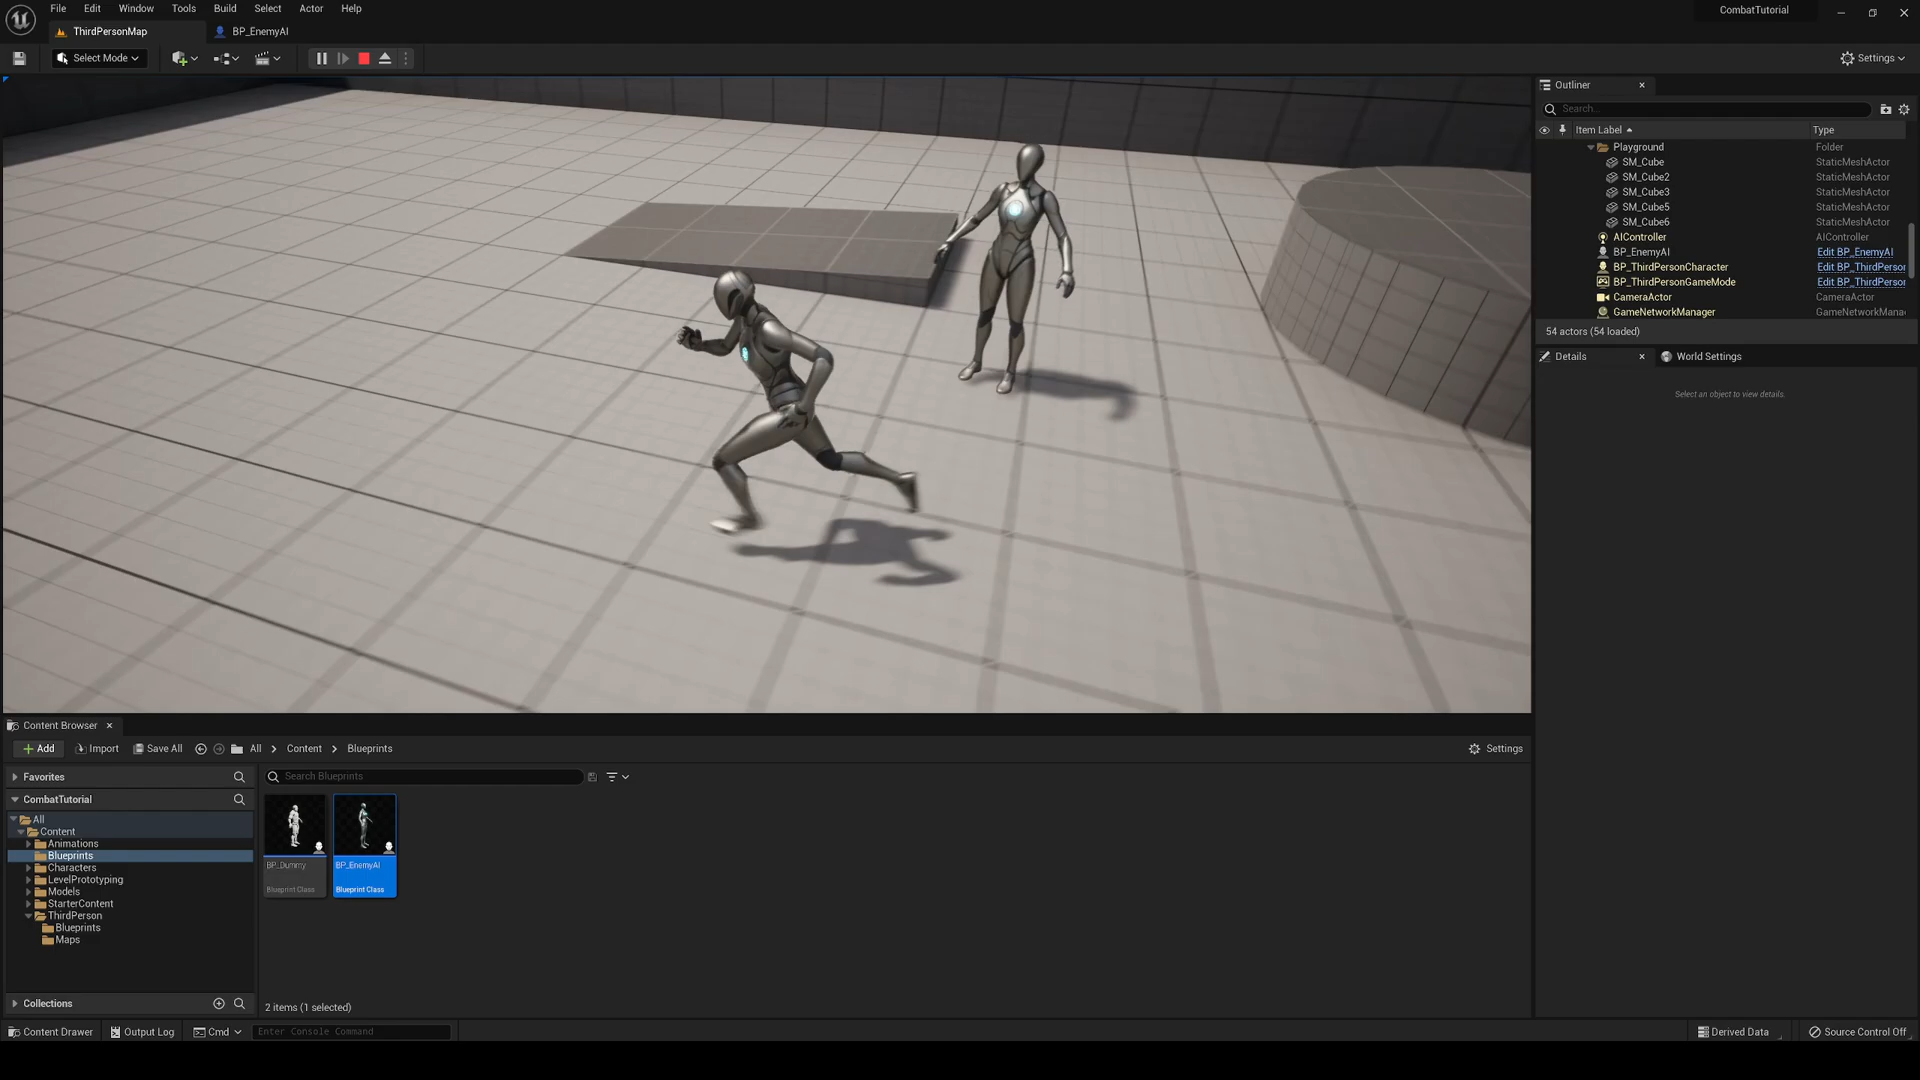 File Edit Window Tools Build Select Actor Help
CombatTutorial
ThirdPersonMap
BP_EnemyAI
Select Mode
Settings
Outliner
Search...
Item Label
Type
Playground Folder
SM_Cube StaticMeshActor
SM_Cube2 StaticMeshActor
SM_Cube3 StaticMeshActor
SM_Cube5 StaticMeshActor
SM_Cube6 StaticMeshActor
AIController AIController
BP_EnemyAI Edit BP_EnemyAI
BP_ThirdPersonCharacter Edit BP_ThirdPerson
BP_ThirdPersonGameMode Edit BP_ThirdPerson
CameraActor CameraActor
GameNetworkManager GameNetworkMana
54 actors (54 loaded)
Details
World Settings
Select an object to view details.
Content Browser
Add
Import
Save All
All
Content
Blueprints
Settings
Favorites
CombatTutorial
All
Content
Animations
Blueprints
Characters
LevelPrototyping
Models
StarterContent
ThirdPerson
Blueprints
Maps
Collections
Search Blueprints
BP_Dummy
Blueprint Class
BP_EnemyAI
Blueprint Class
2 items (1 selected)
Content Drawer
Output Log
Cmd
Enter Console Command
Derived Data
Source Control Off